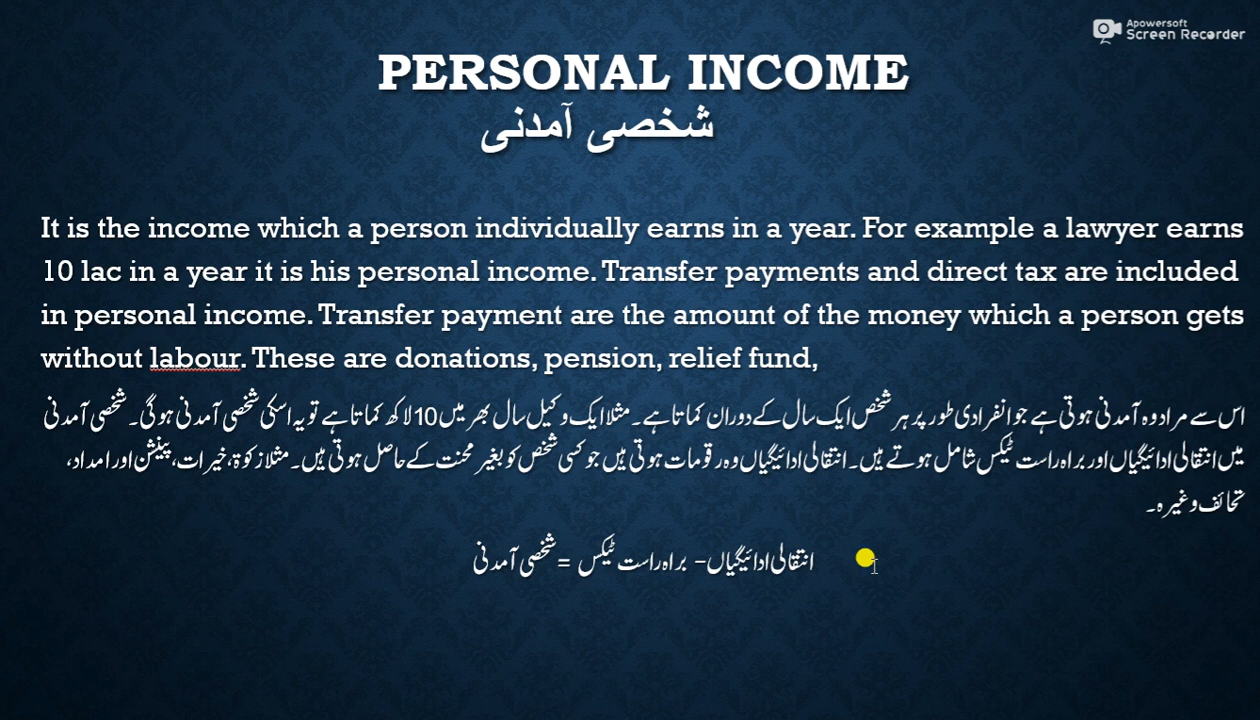 Apowersoft
Screen Recorder
PERSONAL INCOME
شخصی آمدنی
It is the income which a person individually earns in a year. For example a lawyer earns
10 lac in a year it is his personal income. Transfer payments and direct tax are included
in personal income. Transfer payment are the amount of the money which a person gets
without labour. These are donations, pension, relief fund,
اس سے مراد وہ آمدنی ہوتی ہے جو انفرادی طور پر ہر شخص ایک سال کے دوران کماتا ہے۔ مثلا ایک وکیل سال بھر میں 10 لاکھ کماتا ہے تو یہ اسکی شخصی آمدنی ہوگی۔ شخصی آمدنی
میں انتقالی ادائیگیاں اور براہ راست ٹیکس شامل ہوتے ہیں۔ انتقالی ادائیگیاں وہ رقومات ہوتی ہیں جو کسی شخص کو بغیر محنت کے حاصل ہوتی ہیں۔ مثلا زکوۃ، خیرات، پینشن اور امداد،
تحائف وغیرہ۔
انتقالی ادائیگیاں – براہ راست ٹیکس = شخصی آمدنی